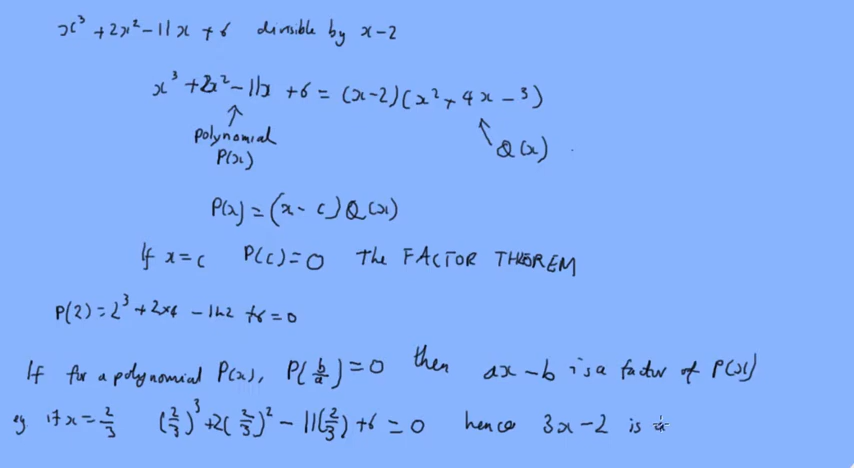 x³ + 2x² - 11x + 6 divisible by x - 2
x³ + 2x² - 11x + 6 = (x-2)(x² + 4x - 3)
↑ polynomial P(x)
↖ Q(x)
P(x) = (x - c) Q(x)
If x = c P(c) = 0 The FACTOR THEOREM
P(2) = 2³ + 2×4 - 11×2 + 6 = 0
If for a polynomial P(x), P(b/a) = 0 then ax - b is a factor of P(x)
eg if x = 2/3 (2/3)³ + 2(2/3)² - 11(2/3) + 6 = 0 hence 3x - 2 is